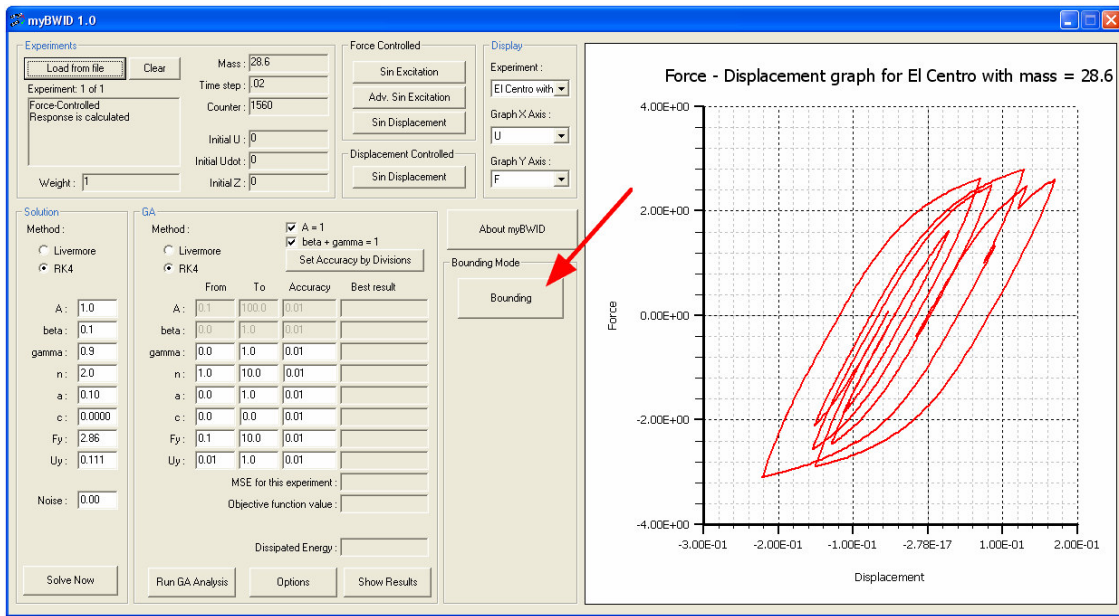 myBWID 1.0
Experiments
Load from file
Clear
Experiment: 1 of 1
Force-Controlled
Response is calculated
Weight : 1
Mass : 28.6
Time step : .02
Counter : 1560
Initial U : 0
Initial Udot : 0
Initial Z : 0
Force Controlled
Sin Excitation
Adv. Sin Excitation
Sin Displacement
Displacement Controlled
Sin Displacement
Display
Experiment :
El Centro with
Graph X Axis :
U
Graph Y Axis :
F
Solution
Method :
Livermore
RK4
A : 1.0
beta : 0.1
gamma : 0.9
n : 2.0
a : 0.10
c : 0.0000
Fy : 2.86
Uy : 0.111
Noise : 0.00
Solve Now
GA
Method :
Livermore
RK4
A = 1
beta + gamma = 1
Set Accuracy by Divisions
From To Accuracy Best result
A : 0.1 100.0 0.01
beta : 0.0 1.0 0.01
gamma : 0.0 1.0 0.01
n : 1.0 10.0 0.01
a : 0.0 1.0 0.01
c : 0.0 0.0 0.01
Fy : 0.1 10.0 0.01
Uy : 0.01 1.0 0.01
MSE for this experiment :
Objective function value :
Dissipated Energy :
Run GA Analysis
Options
Show Results
About myBWID
Bounding Mode
Bounding
Force - Displacement graph for El Centro with mass = 28.6
4.00E+00
2.00E+00
0.00E+00
-2.00E+00
-4.00E+00
Force
-3.00E-01 -2.00E-01 -1.00E-01 -2.78E-17 1.00E-01 2.00E-01
Displacement